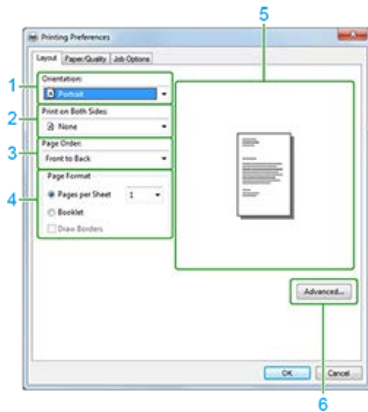 5
Printing Preferences
Layout Paper/Quality Job Options
1
Orientation:
Portrait
2
Print on Both Sides:
None
3
Page Order:
Front to Back
4
Page Format
Pages per Sheet 1
Booklet
Draw Borders
Advanced...
OK Cancel
6